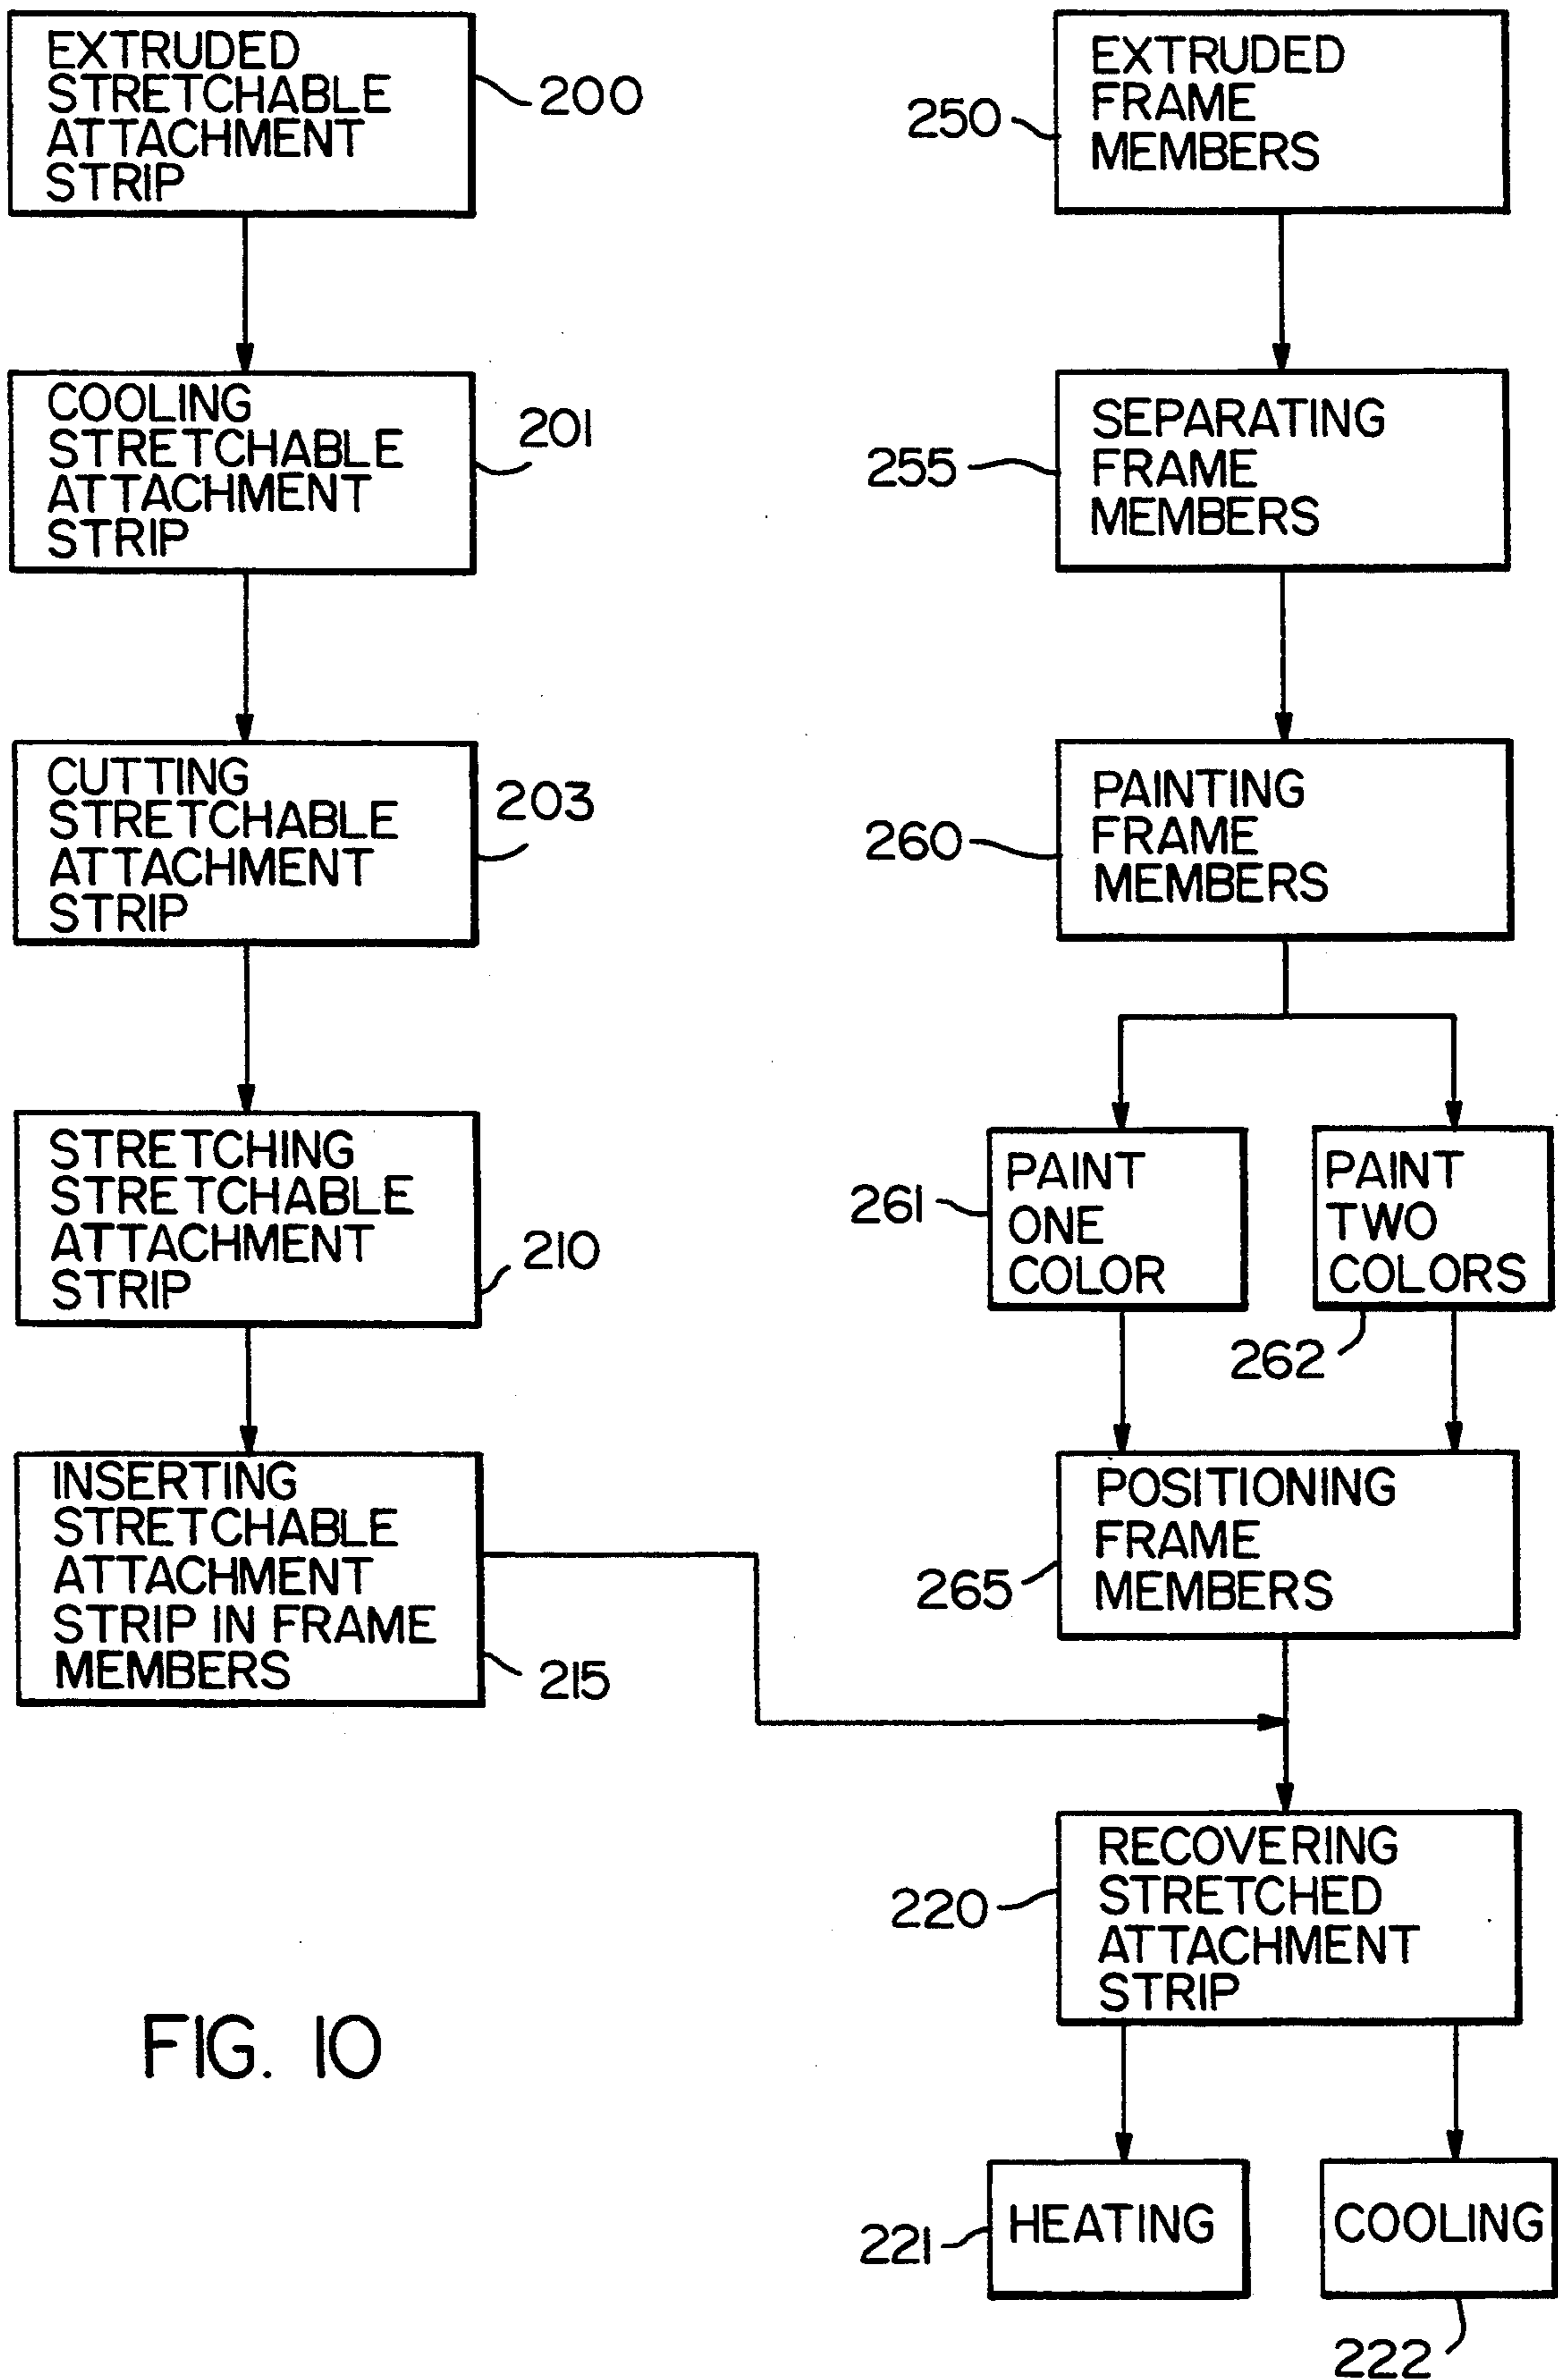 EXTRUDED
STRETCHABLE
ATTACHMENT
STRIP
200
COOLING
STRETCHABLE
ATTACHMENT
STRIP
201
CUTTING
STRETCHABLE
ATTACHMENT
STRIP
203
STRETCHING
STRETCHABLE
ATTACHMENT
STRIP
210
INSERTING
STRETCHABLE
ATTACHMENT
STRIP IN FRAME
MEMBERS
215
EXTRUDED
FRAME
MEMBERS
250
SEPARATING
FRAME
MEMBERS
255
PAINTING
FRAME
MEMBERS
260
PAINT
ONE
COLOR
261
PAINT
TWO
COLORS
262
POSITIONING
FRAME
MEMBERS
265
RECOVERING
STRETCHED
ATTACHMENT
STRIP
220
HEATING
221
COOLING
222
FIG. 10